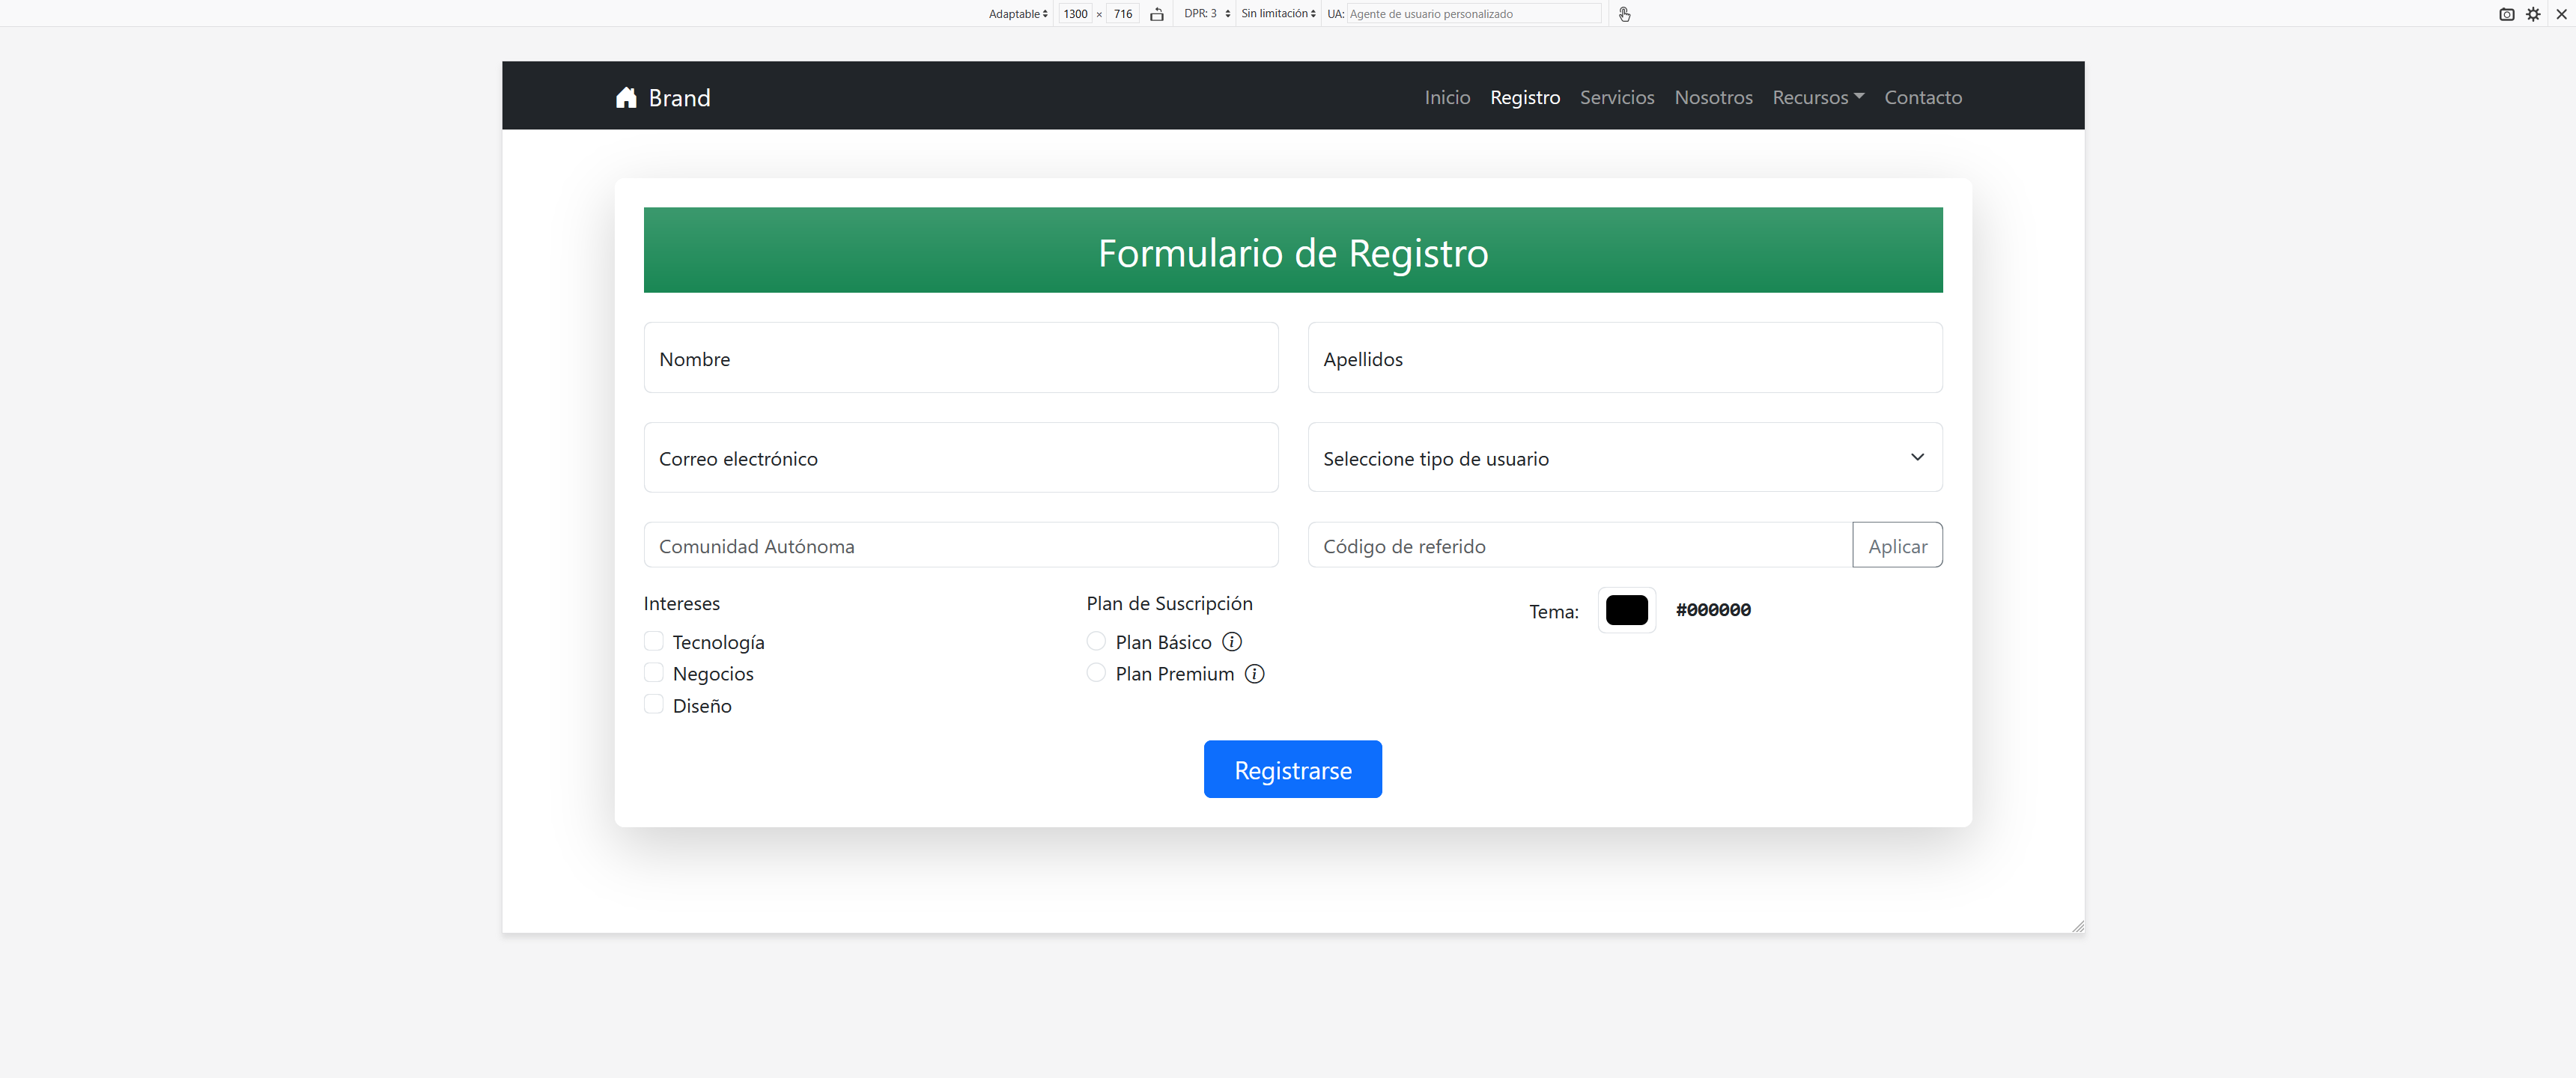 Adaptable 1300 × 716 DPR: 3 Sin limitación UA: Agente de usuario personalizado
Brand Inicio Registro Servicios Nosotros Recursos Contacto
Formulario de Registro
Nombre Apellidos
Correo electrónico Seleccione tipo de usuario
Comunidad Autónoma Código de referido Aplicar
Intereses Plan de Suscripción Tema: #000000
Tecnología Plan Básico
Negocios Plan Premium
Diseño
Registrarse